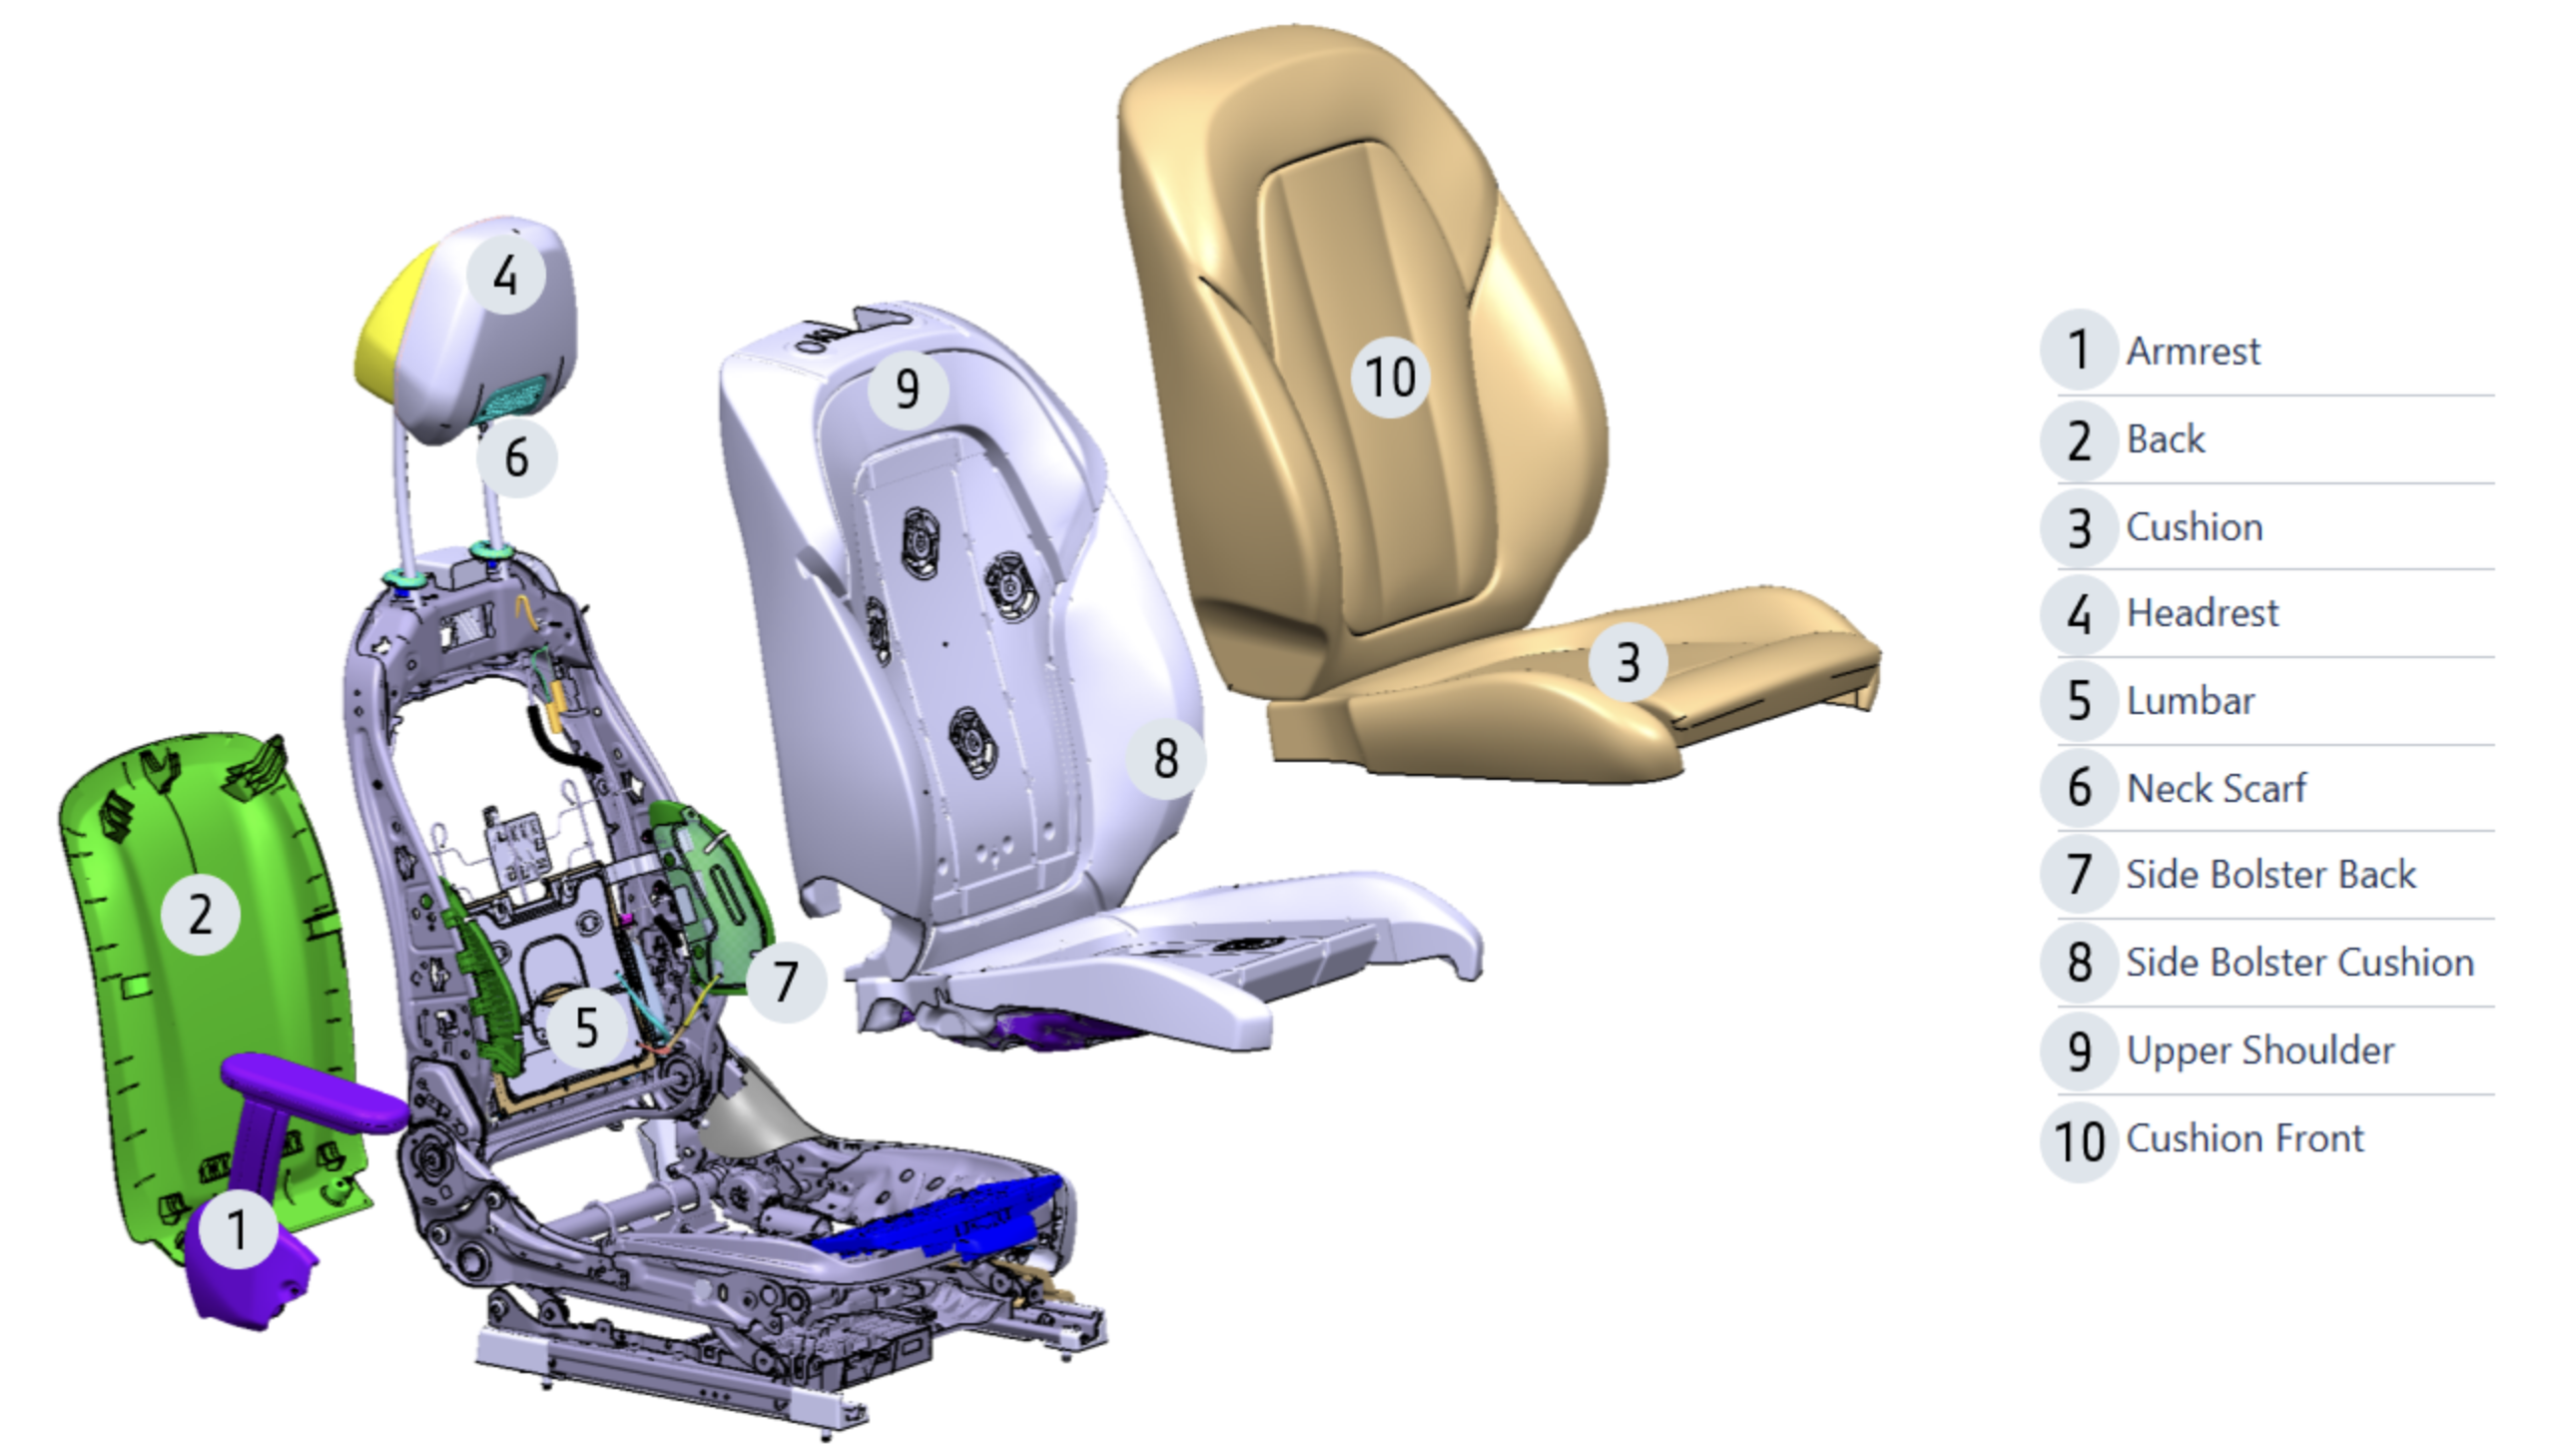 4
6
9
10
3
8
2
7
5
1
1 Armrest
2 Back
3 Cushion
4 Headrest
5 Lumbar
6 Neck Scarf
7 Side Bolster Back
8 Side Bolster Cushion
9 Upper Shoulder
10 Cushion Front